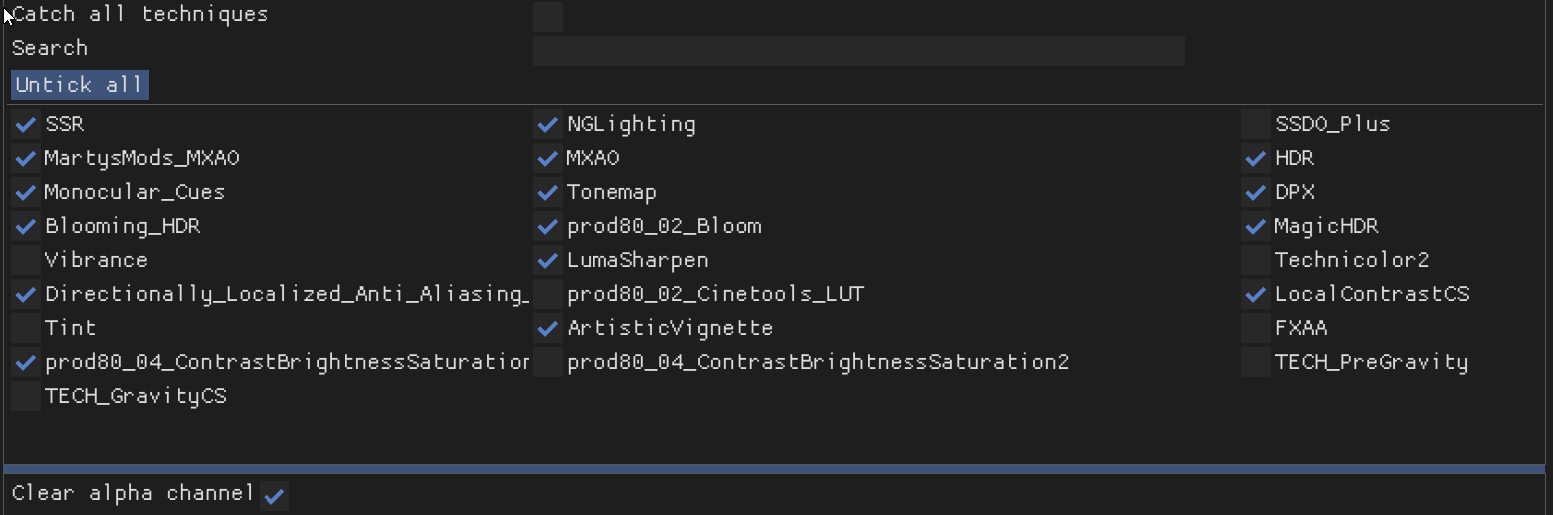 Catch all techniques
Search
Untick all
SSR NGLighting SSDO_Plus
MartysMods_MXAO MXAO HDR
Monocular_Cues Tonemap DPX
Blooming_HDR prod80_02_Bloom MagicHDR
Vibrance LumaSharpen Technicolor2
Directionally_Localized_Anti_Aliasing_ prod80_02_Cinetools_LUT LocalContrastCS
Tint ArtisticVignette FXAA
prod80_04_ContrastBrightnessSaturation prod80_04_ContrastBrightnessSaturation2 TECH_PreGravity
TECH_GravityCS
Clear alpha channel